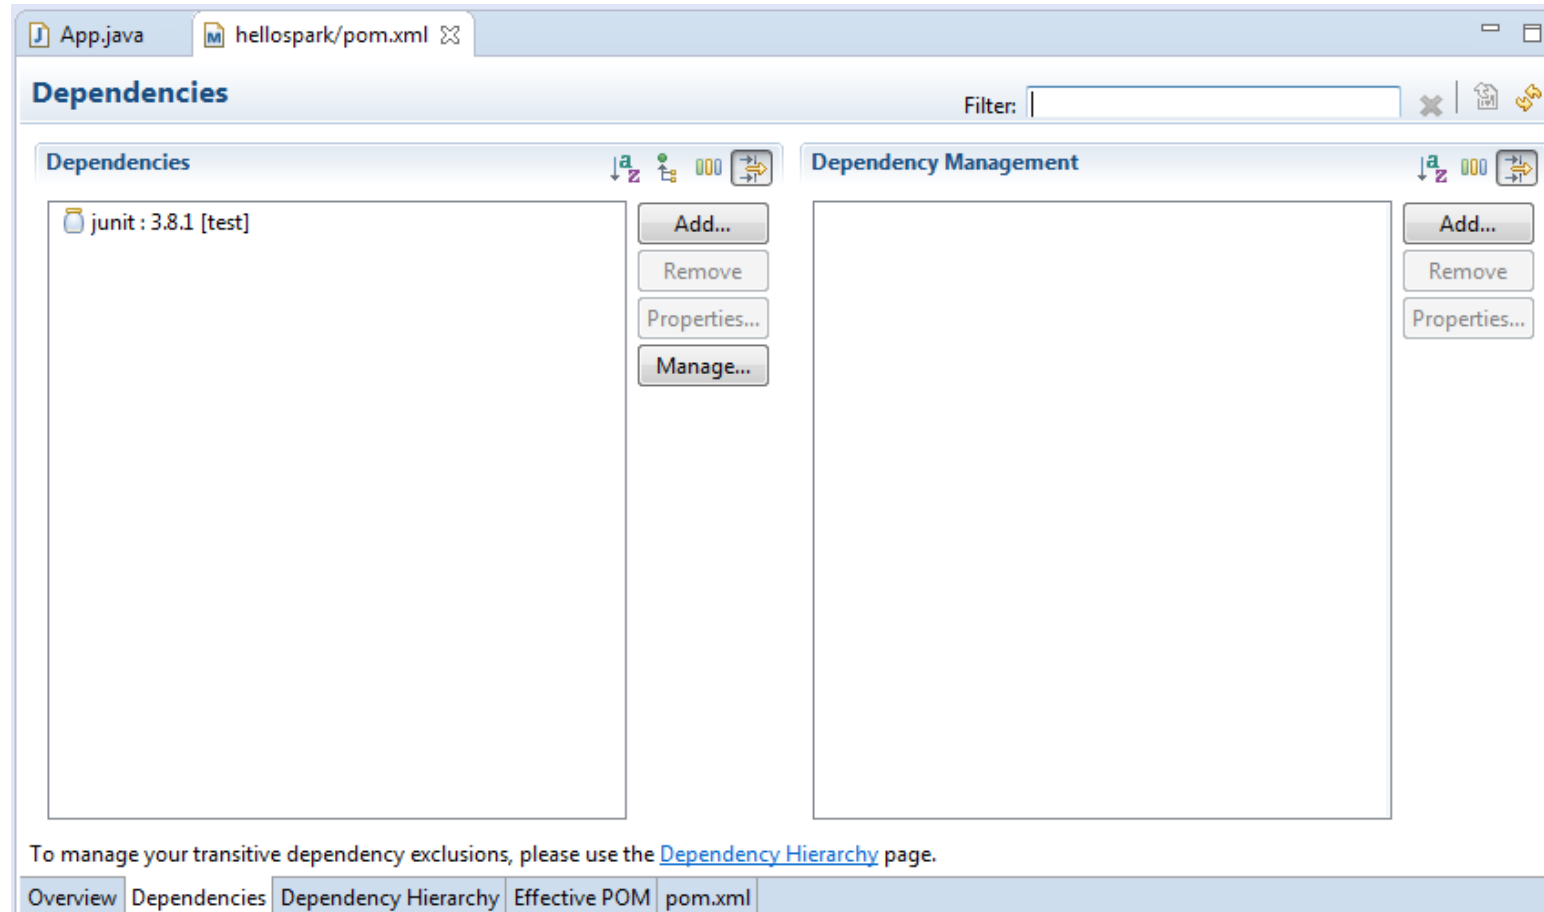 App.java hellospark/pom.xml
Dependencies
Filter:
Dependencies
Dependency Management
junit : 3.8.1 [test]
Add...
Remove
Properties...
Manage...
Add...
Remove
Properties...
To manage your transitive dependency exclusions, please use the Dependency Hierarchy page.
Overview Dependencies Dependency Hierarchy Effective POM pom.xml